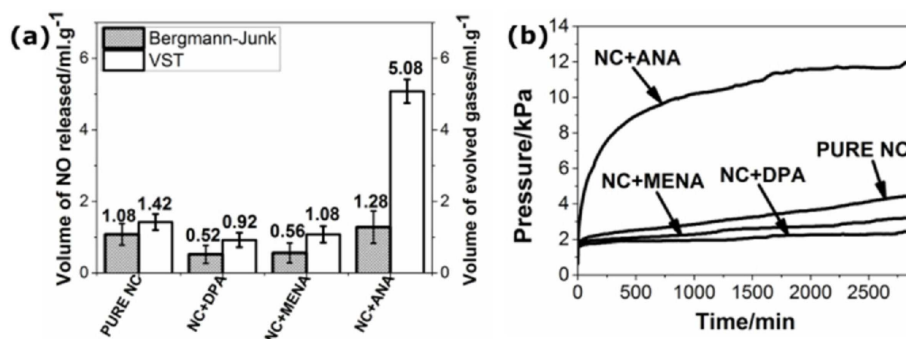 (a)
Bergmann-Junk
VST
Volume of NO released/ml.g-1
Volume of evolved gases/ml.g-1
6
4
2
0
6
4
2
0
1.08
1.42
0.52
0.92
0.56
1.08
1.28
5.08
PURE NC
NC+DPA
NC+MENA
NC+ANA
(b)
Pressure/kPa
14
12
10
8
6
4
2
0
NC+ANA
PURE NC
NC+MENA
NC+DPA
0
500
1000
1500
2000
2500
Time/min